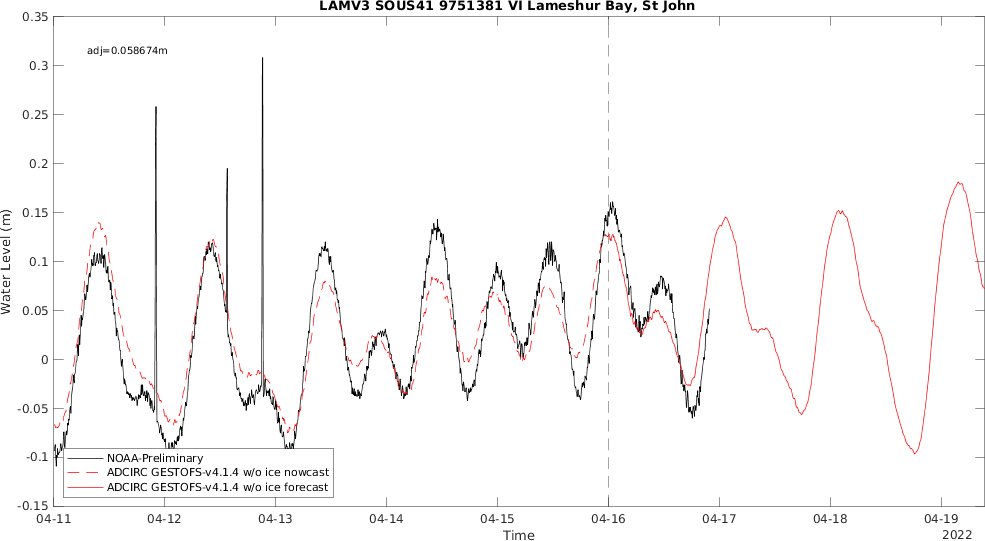 LAMV3 SOUS41 9751381 VI Lameshur Bay, St John
0.35
adj=0.058674m
0.3
0.25
0.2
0.15
0.1
0.05
0
-0.05
-0.1
-0.15
Water Level (m)
NOAA-Preliminary
ADCIRC GESTOFS-v4.1.4 w/o ice nowcast
ADCIRC GESTOFS-v4.1.4 w/o ice forecast
04-11 04-12 04-13 04-14 04-15 04-16 04-17 04-18 04-19
Time
2022